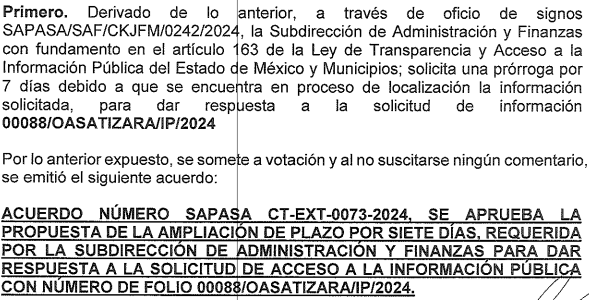 Primero. Derivado de lo anterior, a través de oficio de signos
SAPASA/SAF/CKJFM/0242/2024, la Subdirección de Administración y Finanzas
con fundamento en el artículo 163 de la Ley de Transparencia y Acceso a la
Información Pública del Estado de México y Municipios; solicita una prórroga por
7 días debido a que se encuentra en proceso de localización la información
solicitada, para dar respuesta a la solicitud de información
00088/OASATIZARA/IP/2024
Por lo anterior expuesto, se somete a votación y al no suscitarse ningún comentario,
se emitió el siguiente acuerdo:
ACUERDO NÚMERO SAPASA CT-EXT-0073-2024, SE APRUEBA LA
PROPUESTA DE LA AMPLIACIÓN DE PLAZO POR SIETE DÍAS, REQUERIDA
POR LA SUBDIRECCIÓN DE ADMINISTRACIÓN Y FINANZAS PARA DAR
RESPUESTA A LA SOLICITUD DE ACCESO A LA INFORMACIÓN PÚBLICA
CON NÚMERO DE FOLIO 00088/OASATIZARA/IP/2024.